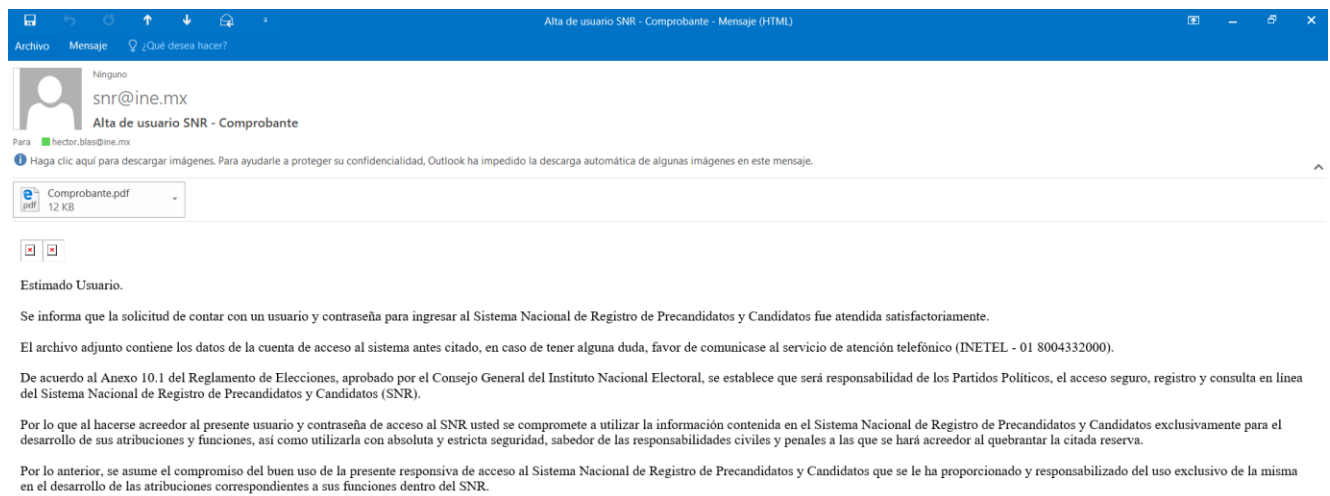 Alta de usuario SNR - Comprobante - Mensaje (HTML)
Archivo Mensaje ¿Qué desea hacer?
Ninguno
snr@ine.mx
Alta de usuario SNR - Comprobante
Para hector.blas@ine.mx
Haga clic aquí para descargar imágenes. Para ayudarle a proteger su confidencialidad, Outlook ha impedido la descarga automática de algunas imágenes en este mensaje.
Comprobante.pdf
pdf 12 KB
Estimado Usuario.
Se informa que la solicitud de contar con un usuario y contraseña para ingresar al Sistema Nacional de Registro de Precandidatos y Candidatos fue atendida satisfactoriamente.
El archivo adjunto contiene los datos de la cuenta de acceso al sistema antes citado, en caso de tener alguna duda, favor de comunicase al servicio de atención telefónico (INETEL - 01 8004332000).
De acuerdo al Anexo 10.1 del Reglamento de Elecciones, aprobado por el Consejo General del Instituto Nacional Electoral, se establece que será responsabilidad de los Partidos Políticos, el acceso seguro, registro y consulta en línea
del Sistema Nacional de Registro de Precandidatos y Candidatos (SNR).
Por lo que al hacerse acreedor al presente usuario y contraseña de acceso al SNR usted se compromete a utilizar la información contenida en el Sistema Nacional de Registro de Precandidatos y Candidatos exclusivamente para el
desarrollo de sus atribuciones y funciones, así como utilizarla con absoluta y estricta seguridad, sabedor de las responsabilidades civiles y penales a las que se hará acreedor al quebrantar la citada reserva.
Por lo anterior, se asume el compromiso del buen uso de la presente responsiva de acceso al Sistema Nacional de Registro de Precandidatos y Candidatos que se le ha proporcionado y responsabilizado del uso exclusivo de la misma
en el desarrollo de las atribuciones correspondientes a sus funciones dentro del SNR.